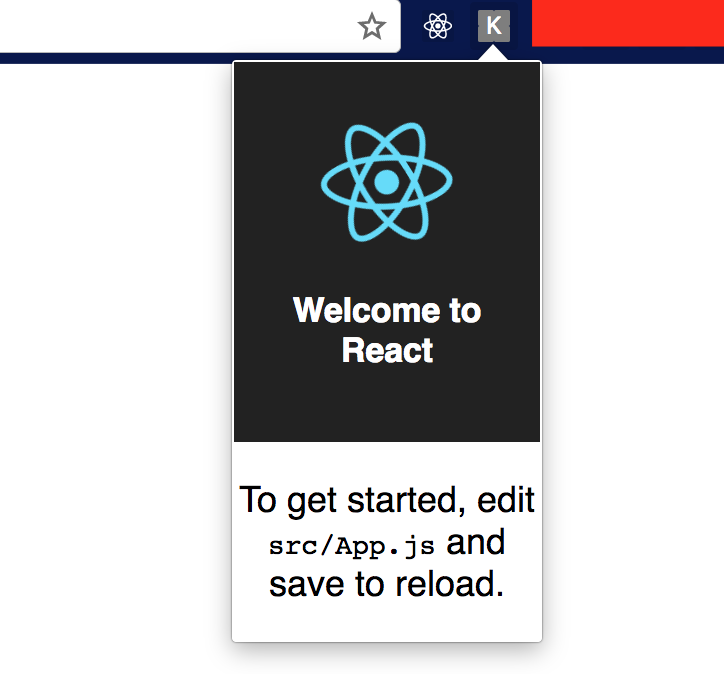 K
Welcome to
React
To get started, edit
src/App.js and
save to reload.